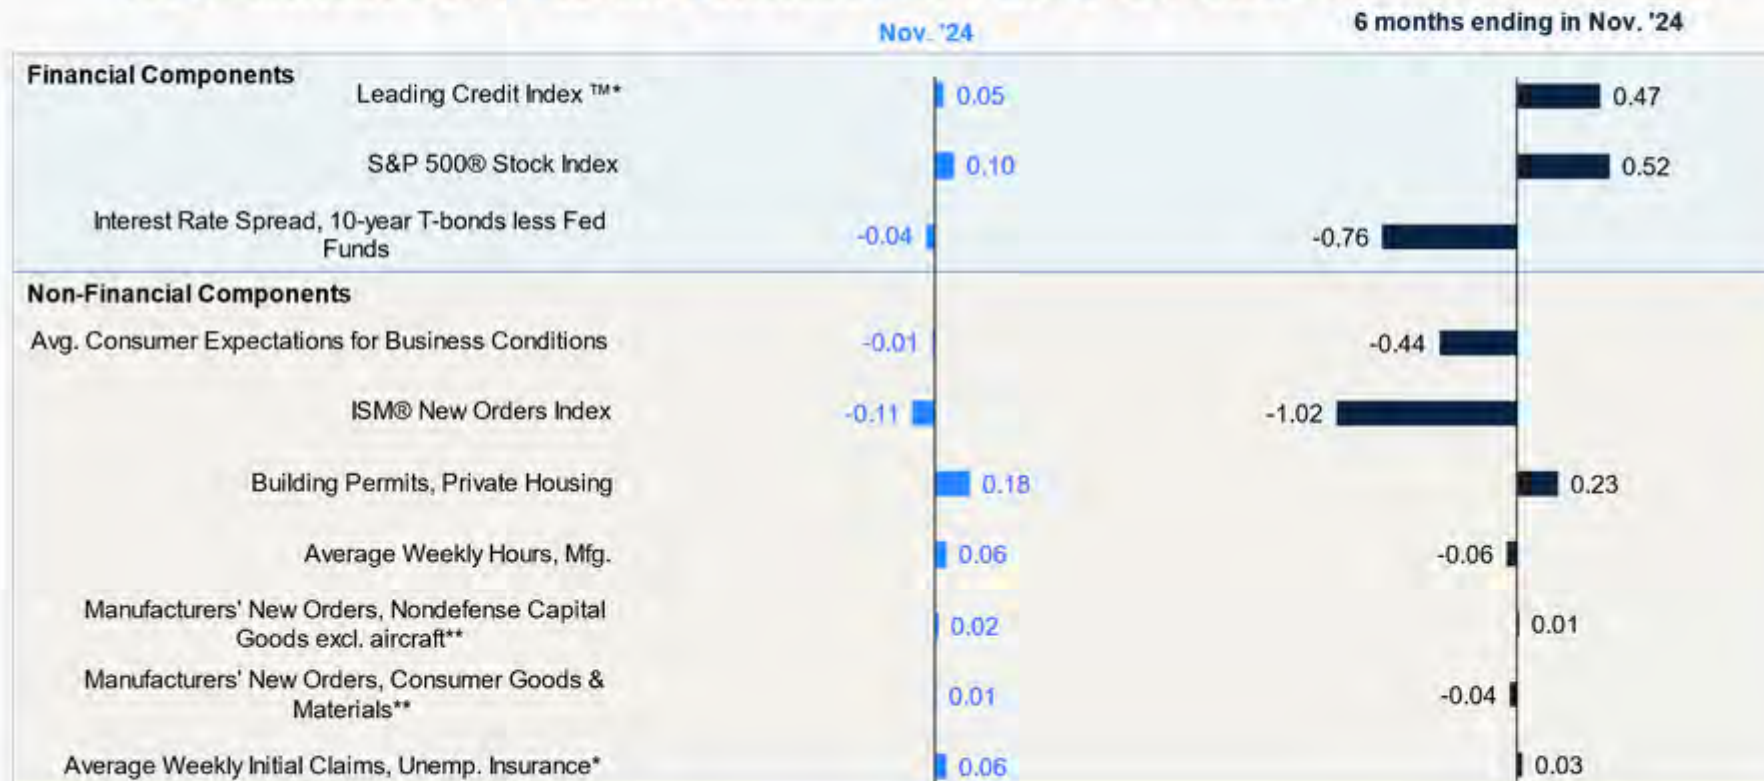 Nov. '24
6 months ending in Nov. '24
Financial Components
Leading Credit Index ™* 0.05 0.47
S&P 500® Stock Index 0.10 0.52
Interest Rate Spread, 10-year T-bonds less Fed
Funds
-0.04 -0.76
Non-Financial Components
Avg. Consumer Expectations for Business Conditions -0.01 -0.44
ISM® New Orders Index -0.11 -1.02
Building Permits, Private Housing 0.18 0.23
Average Weekly Hours, Mfg. 0.06 -0.06
Manufacturers' New Orders, Nondefense Capital
Goods excl. aircraft**
0.02 0.01
Manufacturers' New Orders, Consumer Goods &
Materials**
0.01 -0.04
Average Weekly Initial Claims, Unemp. Insurance* 0.06 0.03